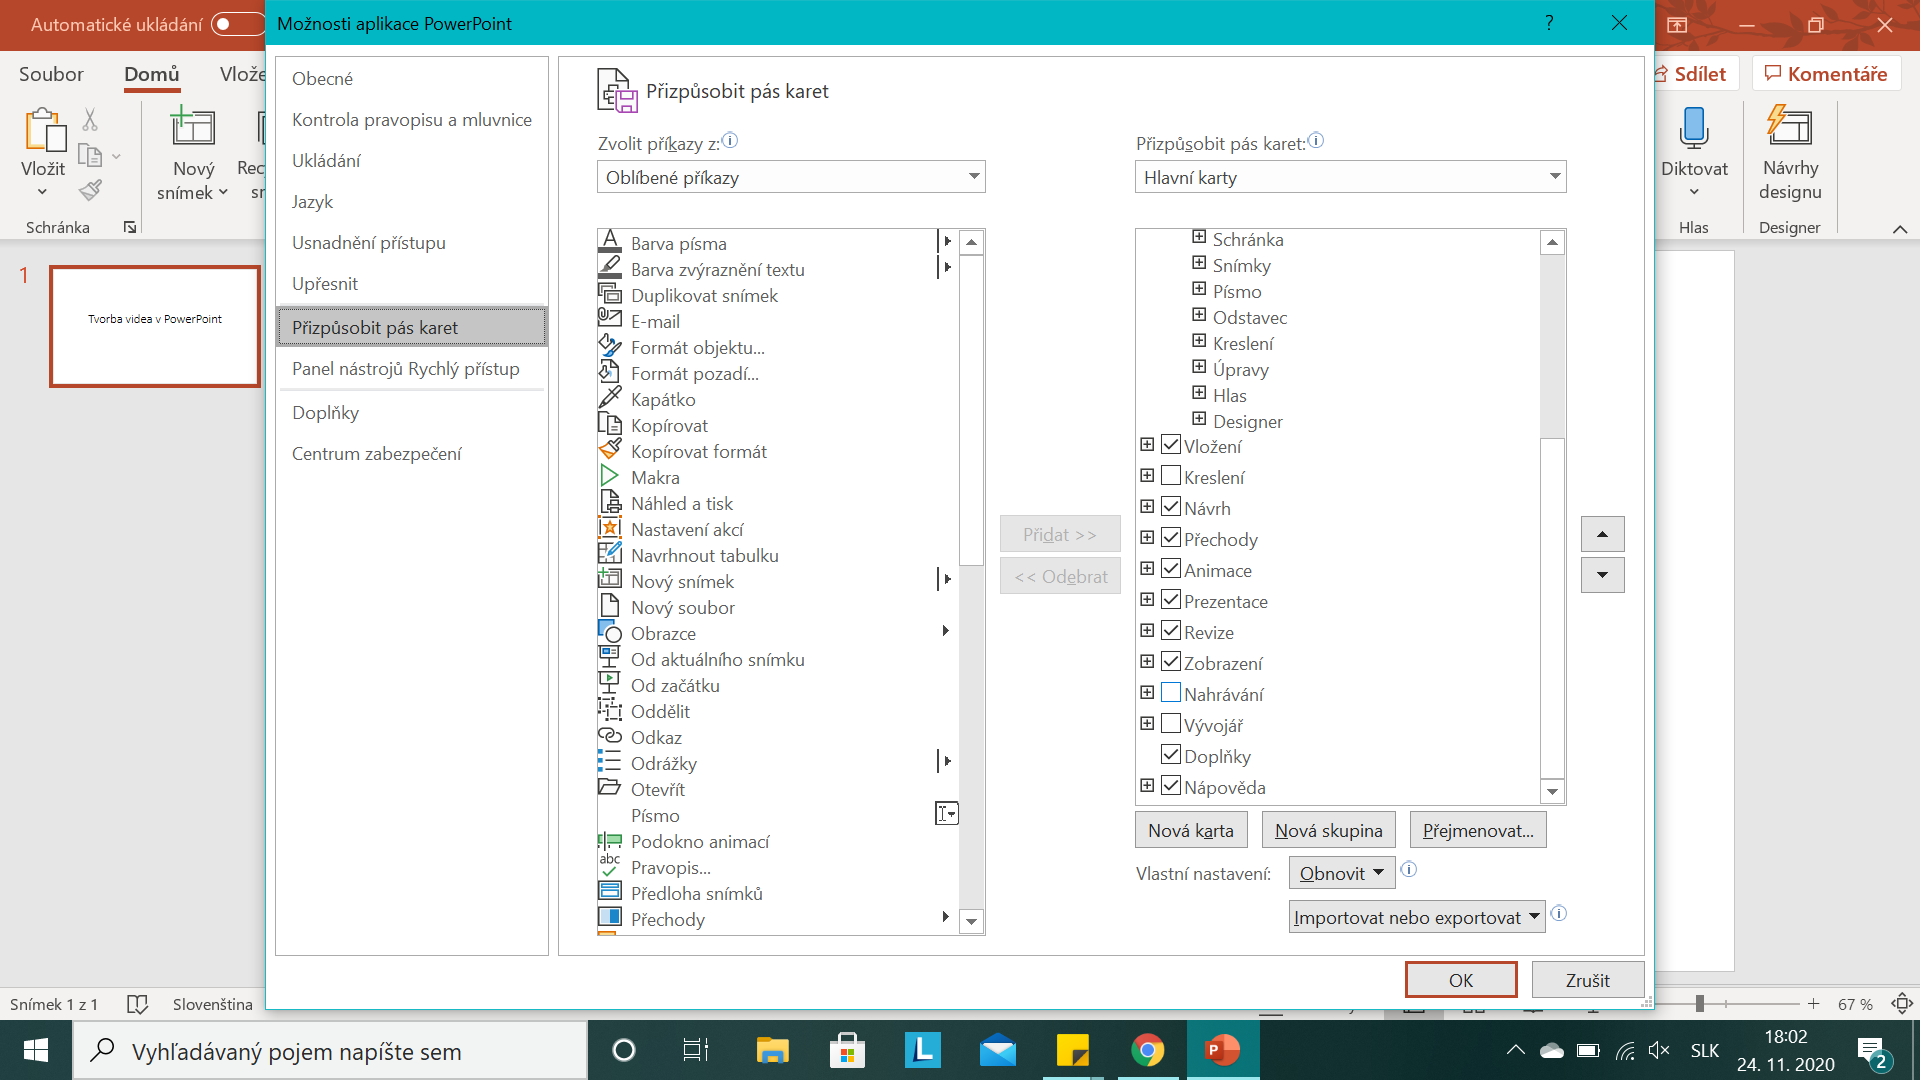 Automatické ukládání
Možnosti aplikace PowerPoint
?
Soubor
Domů
Vlože
Sdílet
Komentáře
Vložit
Nový
snímek
Schránka
Diktovat
Hlas
Návrhy
designu
Designer
1
Tvorba videa v PowerPoint
Obecné
Kontrola pravopisu a mluvnice
Ukládání
Jazyk
Usnadnění přístupu
Upřesnit
Přizpůsobit pás karet
Panel nástrojů Rychlý přístup
Doplňky
Centrum zabezpečení
Přizpůsobit pás karet
Zvolit příkazy z:
Oblíbené příkazy
Barva písma
Barva zvýraznění textu
Duplikovat snímek
E-mail
Formát objektu...
Formát pozadí...
Kapátko
Kopírovat
Kopírovat formát
Makra
Náhled a tisk
Nastavení akcí
Navrhnout tabulku
Nový snímek
Nový soubor
Obrazce
Od aktuálního snímku
Od začátku
Oddělit
Odkaz
Odrážky
Otevřít
Písmo
Podokno animací
abc
Pravopis...
Předloha snímků
Přechody
Přidat >>
<< Odebrat
Přizpůsobit pás karet:
Hlavní karty
Schránka
Snímky
Písmo
Odstavec
Kreslení
Úpravy
Hlas
Designer
Vložení
Kreslení
Návrh
Přechody
Animace
Prezentace
Revize
Zobrazení
Nahrávání
Vývojář
Doplňky
Nápověda
Nová karta
Nová skupina
Přejmenovat...
Vlastní nastavení:
Obnovit
Importovat nebo exportovat
OK
Zrušit
Snímek 1 z 1
Slovenština
67 %
Vyhľadávaný pojem napíšte sem
L
P
SLK
18:02
24. 11. 2020
2